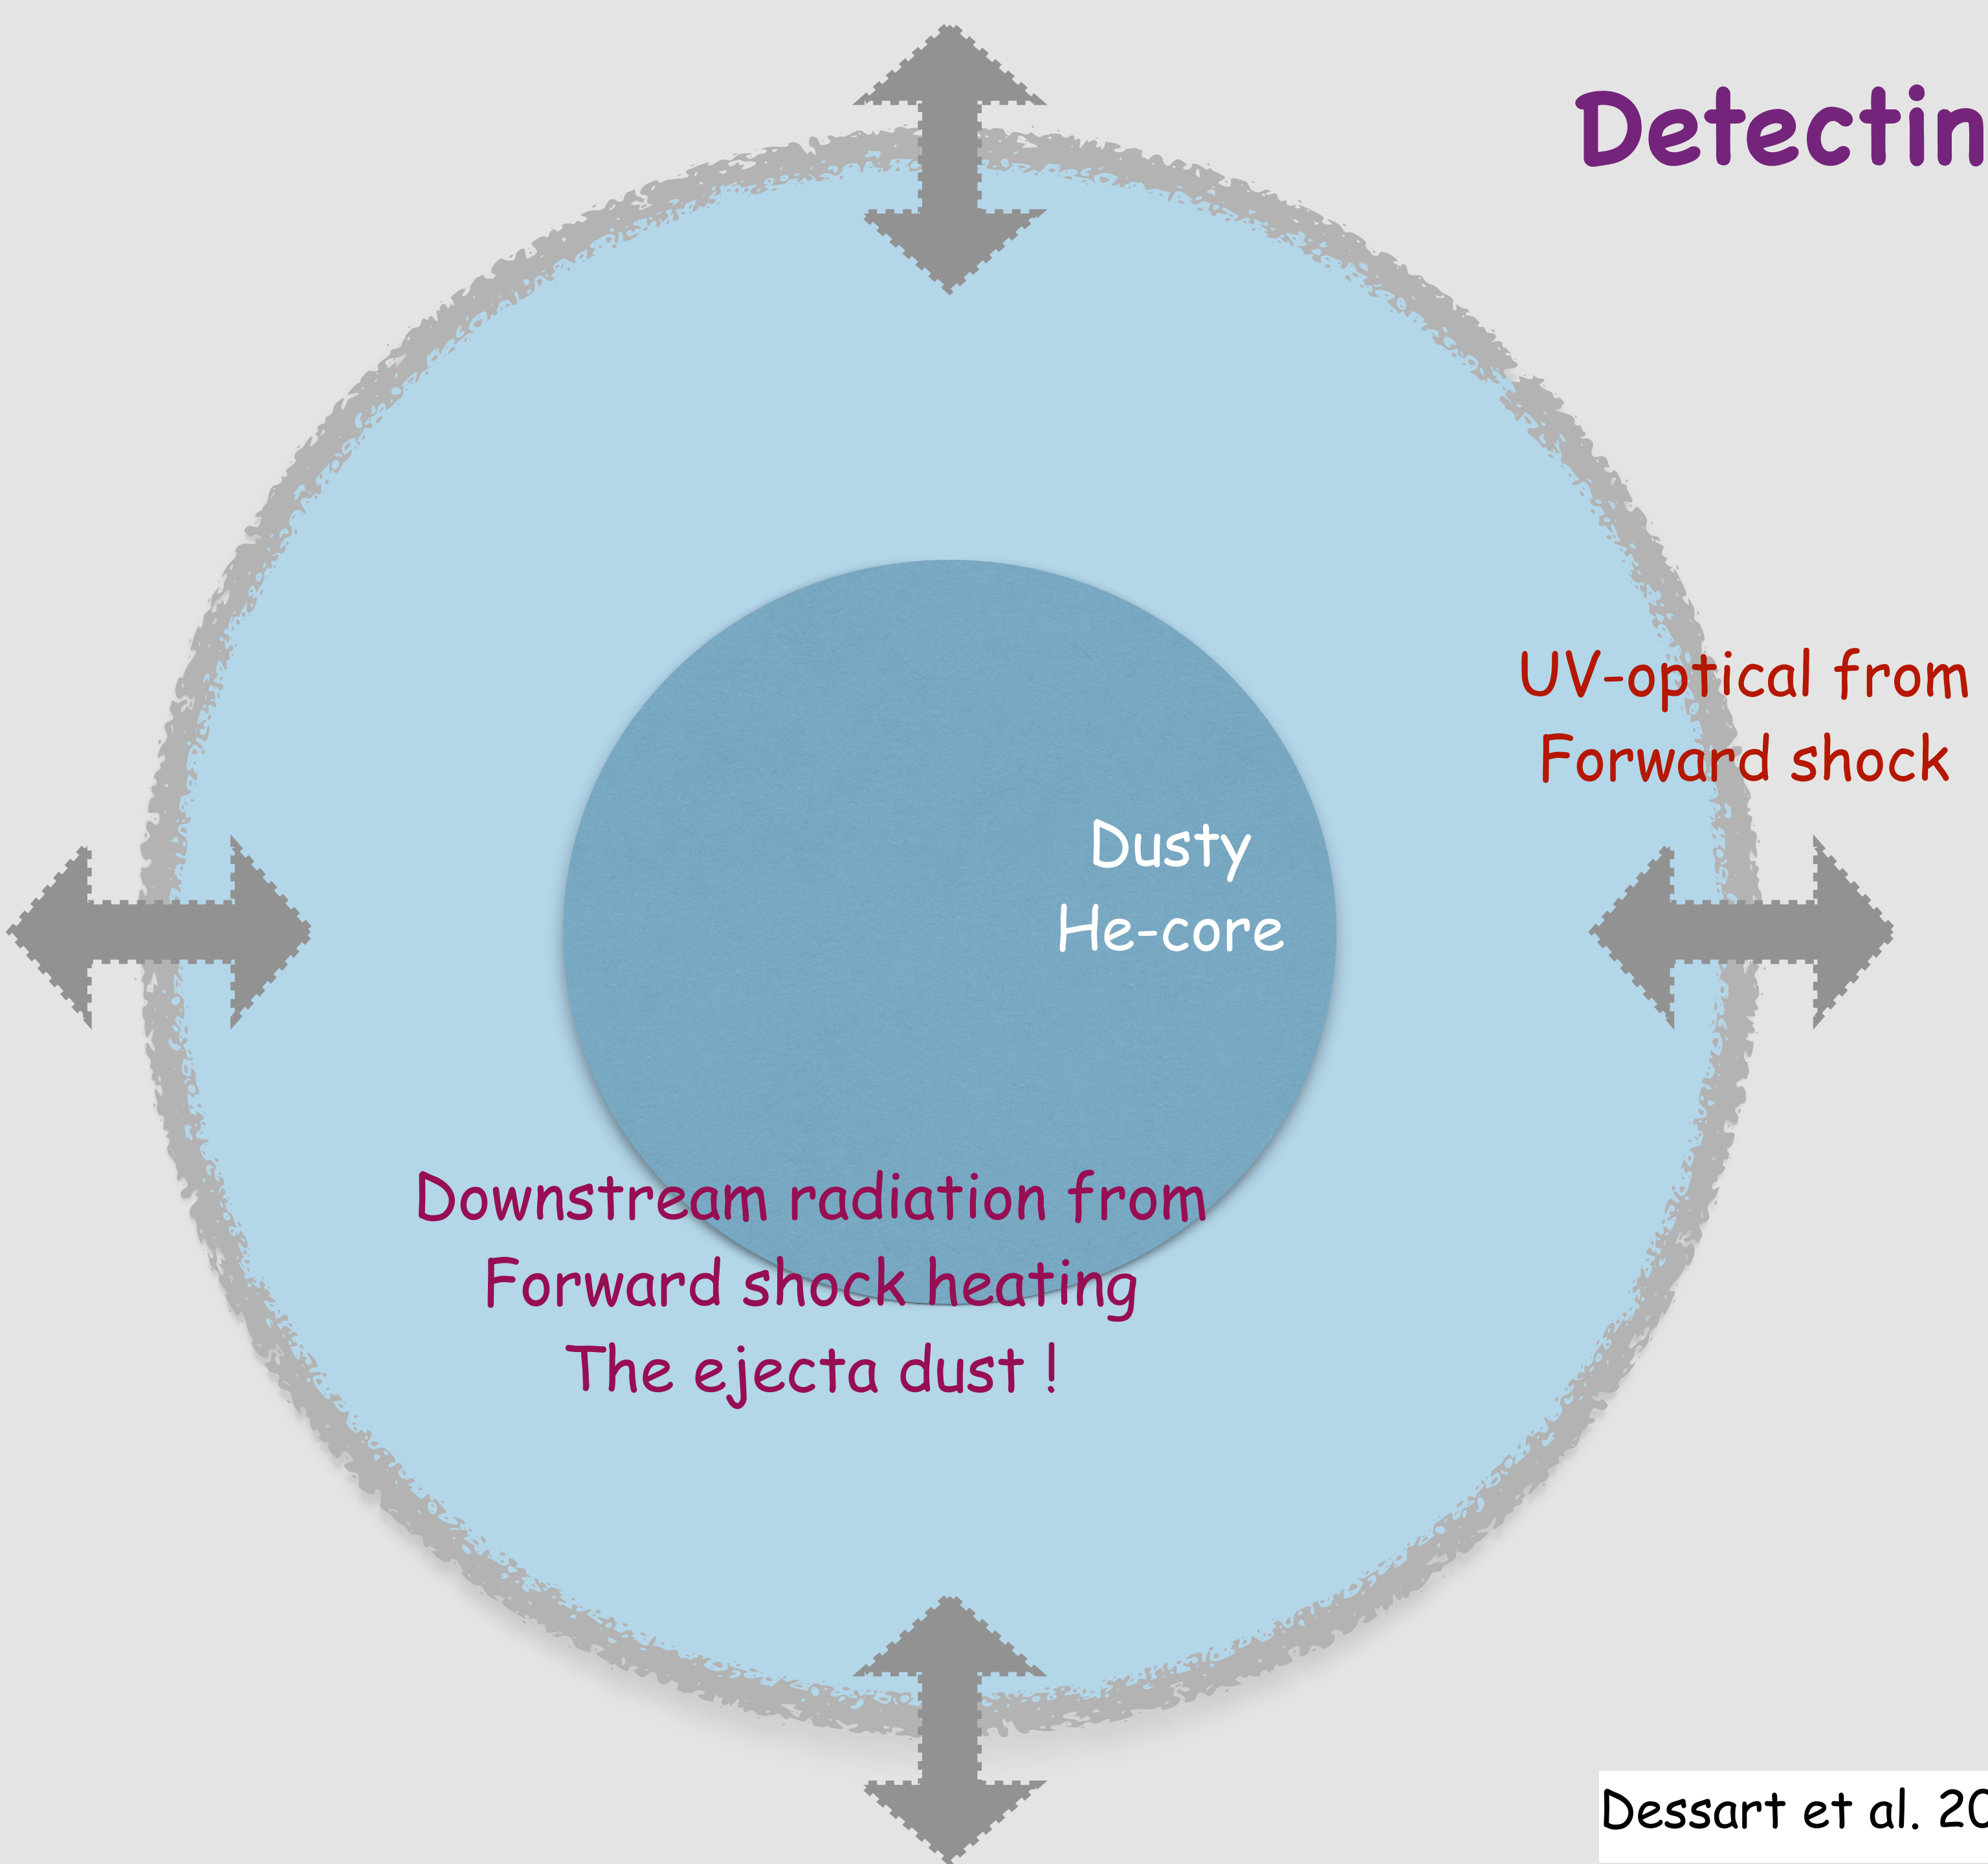 Detectin
UV-optical from
Forward shock
Dusty
He-core
Downstream radiation from
Forward shock heating
The ejecta dust !
Dessart et al. 20